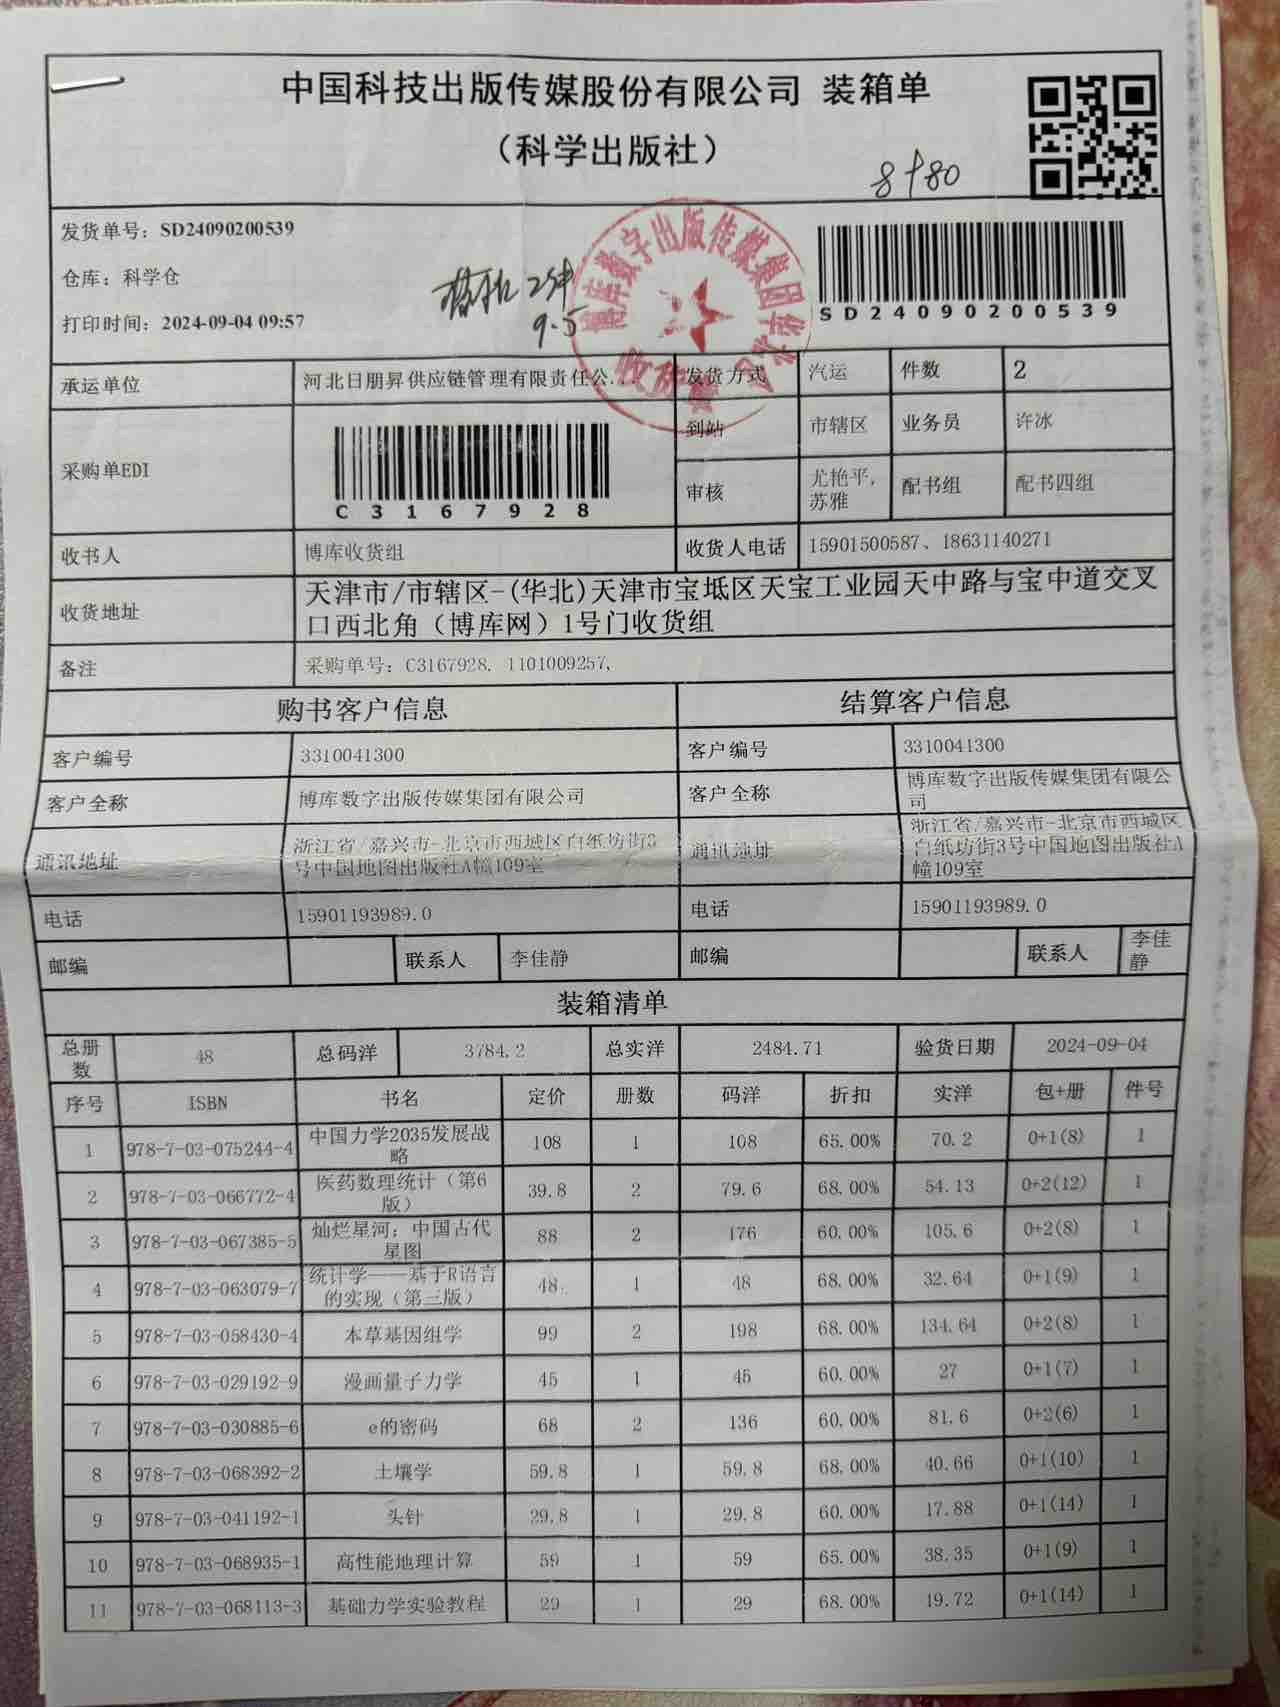 中国科技出版传媒股份有限公司 装箱单
（科学出版社）
8480
发货单号：SD24090200539
仓库：科学仓
打印时间：2024-09-04 09:57
2件
9.5
博库数字出版传媒集团华北
收货章
SD24090200539
承运单位 河北日朋昇供应链管理有限责任公... 发货方式 汽运 件数 2
采购单EDI C3167928 到站 市辖区 业务员 许冰
审核 尤艳平,苏雅 配书组 配书四组
收书人 博库收货组 收货人电话 15901500587、18631140271
收货地址 天津市/市辖区-(华北)天津市宝坻区天宝工业园天中路与宝中道交叉
口西北角（博库网）1号门收货组
备注 采购单号：C3167928. 1101009257,
购书客户信息 结算客户信息
客户编号 3310041300 客户编号 3310041300
客户全称 博库数字出版传媒集团有限公司 客户全称 博库数字出版传媒集团有限公司
通讯地址 浙江省/嘉兴市-北京市西城区白纸坊街3号中国地图出版社A幢109室 通讯地址 浙江省/嘉兴市-北京市西城区白纸坊街3号中国地图出版社A幢109室
电话 15901193989.0 电话 15901193989.0
邮编 联系人 李佳静 邮编 联系人 李佳静
装箱清单
总册数 48 总码洋 3784.2 总实洋 2484.71 验货日期 2024-09-04
序号 ISBN 书名 定价 册数 码洋 折扣 实洋 包+册 件号
1 978-7-03-075244-4 中国力学2035发展战略 108 1 108 65.00% 70.2 0+1(8) 1
2 978-7-03-066772-4 医药数理统计（第6版） 39.8 2 79.6 68.00% 54.13 0+2(12) 1
3 978-7-03-067385-5 灿烂星河：中国古代星图 88 2 176 60.00% 105.6 0+2(8) 1
4 978-7-03-063079-7 统计学——基于R语言的实现（第三版） 48 1 48 68.00% 32.64 0+1(9) 1
5 978-7-03-058430-4 本草基因组学 99 2 198 68.00% 134.64 0+2(8) 1
6 978-7-03-029192-9 漫画量子力学 45 1 45 60.00% 27 0+1(7) 1
7 978-7-03-030885-6 e的密码 68 2 136 60.00% 81.6 0+2(6) 1
8 978-7-03-068392-2 土壤学 59.8 1 59.8 68.00% 40.66 0+1(10) 1
9 978-7-03-041192-1 头针 29.8 1 29.8 60.00% 17.88 0+1(14) 1
10 978-7-03-068935-1 高性能地理计算 59 1 59 65.00% 38.35 0+1(9) 1
11 978-7-03-068113-3 基础力学实验教程 29 1 29 68.00% 19.72 0+1(14) 1